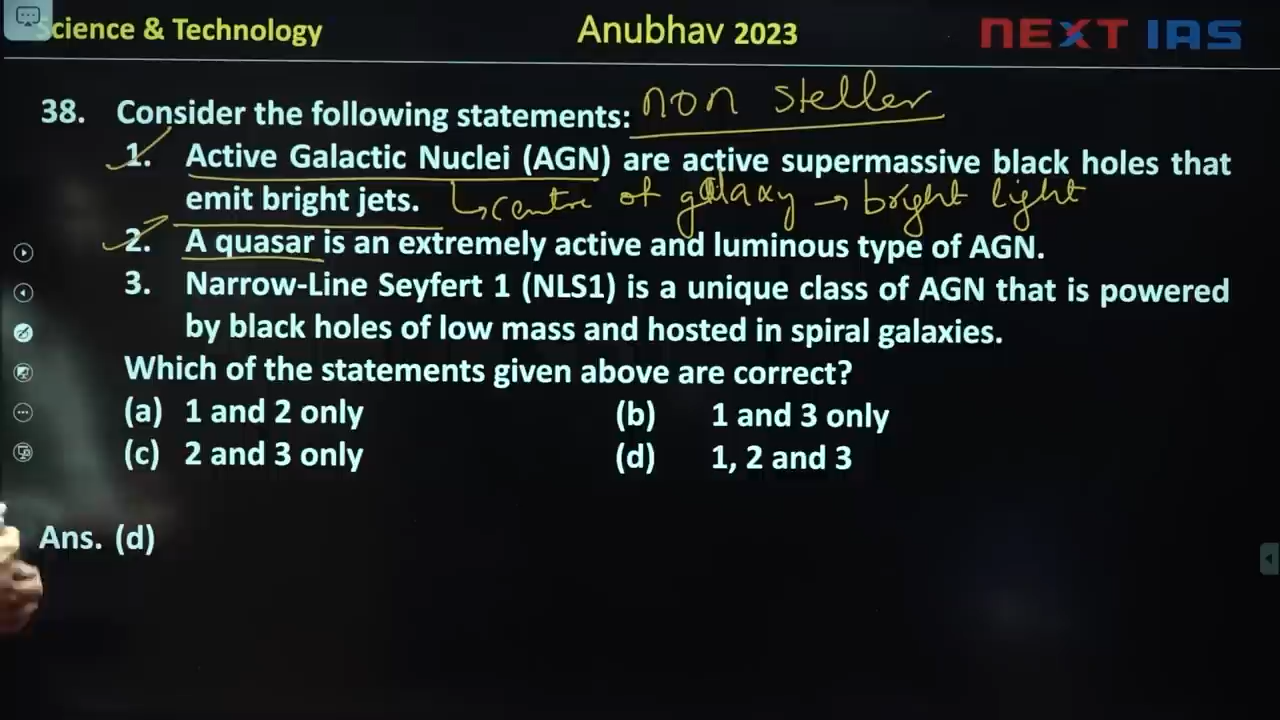 Science & Technology
Anubhav 2023
NEXT IAS
38. Consider the following statements: non steller
1. Active Galactic Nuclei (AGN) are active supermassive black holes that
emit bright jets. centre of galaxy → bright light
2. A quasar is an extremely active and luminous type of AGN.
3. Narrow-Line Seyfert 1 (NLS1) is a unique class of AGN that is powered
by black holes of low mass and hosted in spiral galaxies.
Which of the statements given above are correct?
(a) 1 and 2 only (b) 1 and 3 only
(c) 2 and 3 only (d) 1, 2 and 3
Ans. (d)